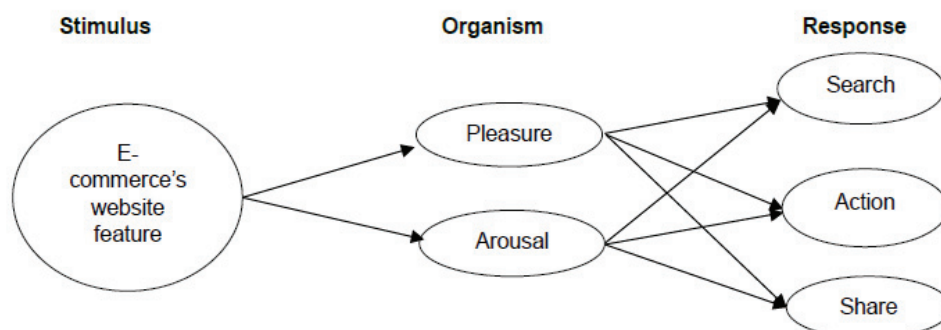 Stimulus Organism Response
Search
Pleasure
E-
commerce's
website
feature
Action
Arousal
Share